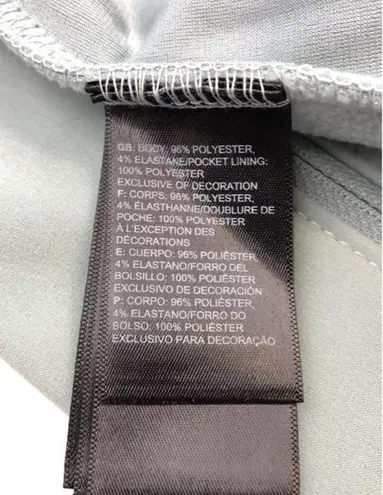 GB: BODY: 96% POLYESTER,
4% ELASTANE/POCKET LINING:
100% POLYESTER
EXCLUSIVE OF DECORATION
F: CORPS: 96% POLYESTER,
4% ÉLASTHANNE/DOUBLURE DE
POCHE: 100% POLYESTER
À L'EXCEPTION DES
DÉCORATIONS
E: CUERPO: 96% POLIÉSTER,
4% ELASTANO/FORRO DEL
BOLSILLO: 100% POLIÉSTER
EXCLUSIVO DE DECORACIÓN
P: CORPO: 96% POLIÉSTER,
4% ELASTANO/FORRO DO
BOLSO: 100% POLIÉSTER
EXCLUSIVO PARA DECORAÇÃO